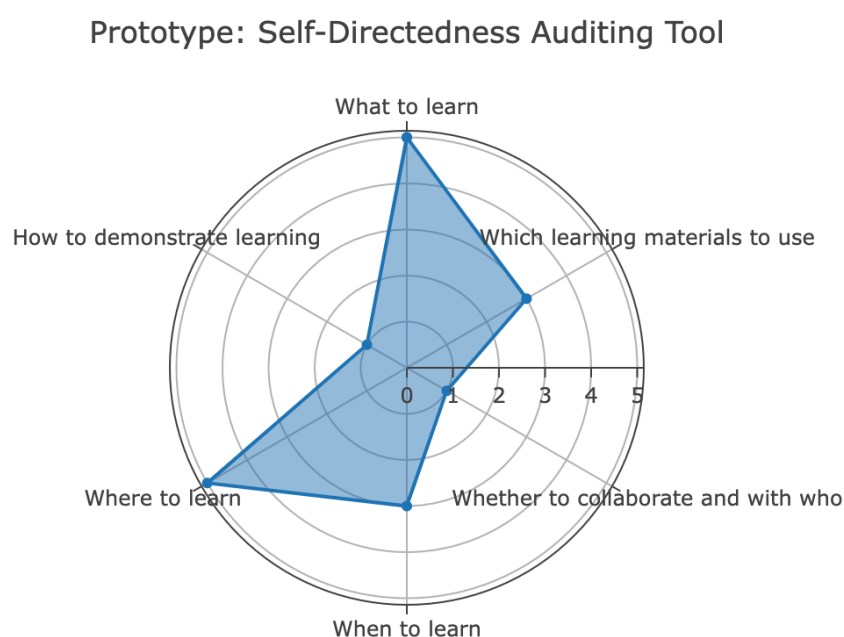 Prototype: Self-Directedness Auditing Tool
What to learn
How to demonstrate learning
Which learning materials to use
0 1 2 3 4 5
Where to learn
Whether to collaborate and with who
When to learn